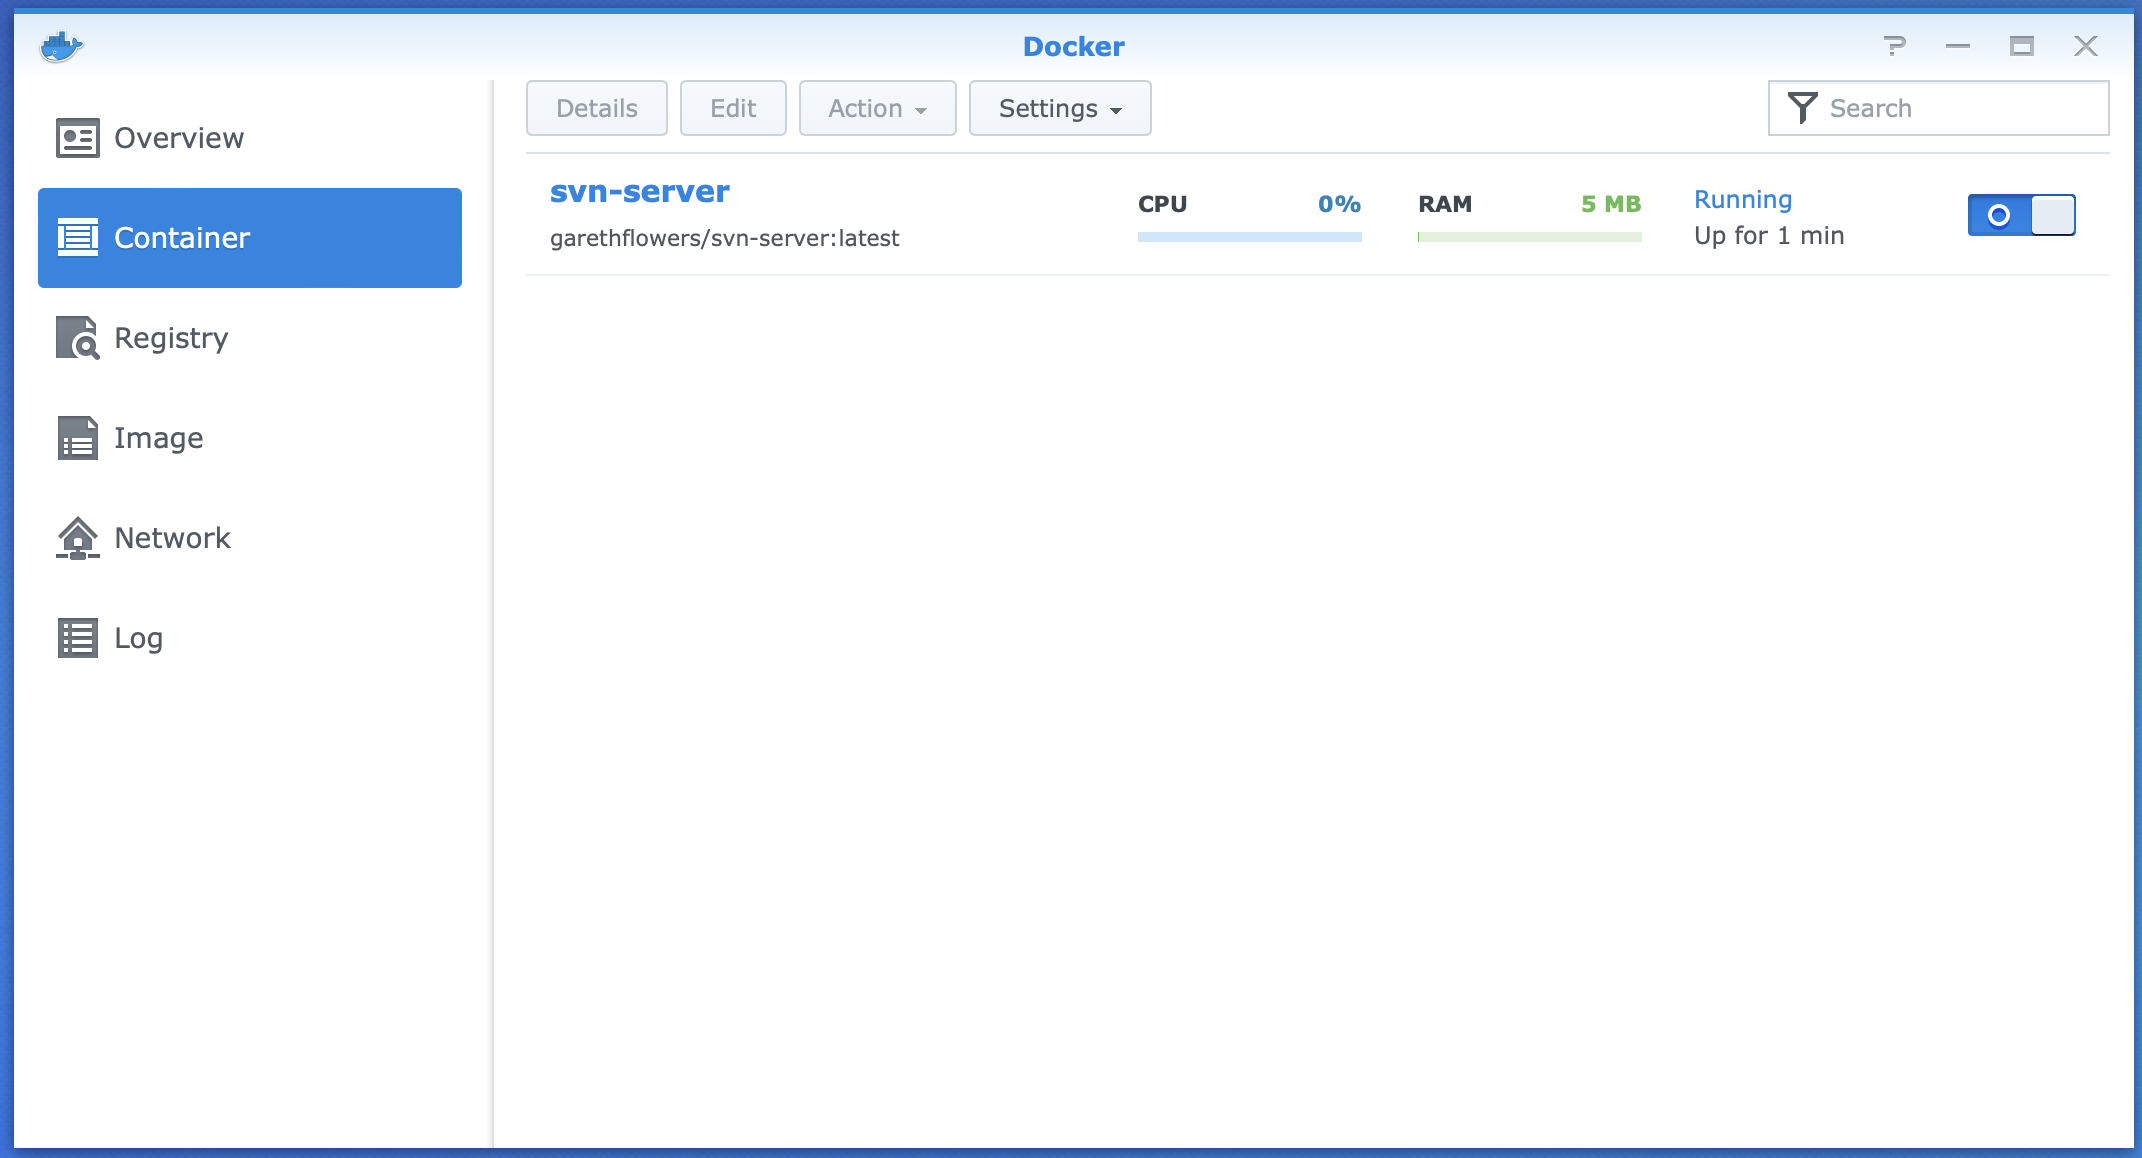 Docker
Overview
Container
Registry
Image
Network
Log
Details Edit Action Settings Search
svn-server
garethflowers/svn-server:latest
CPU 0%
RAM 5 MB
Running
Up for 1 min